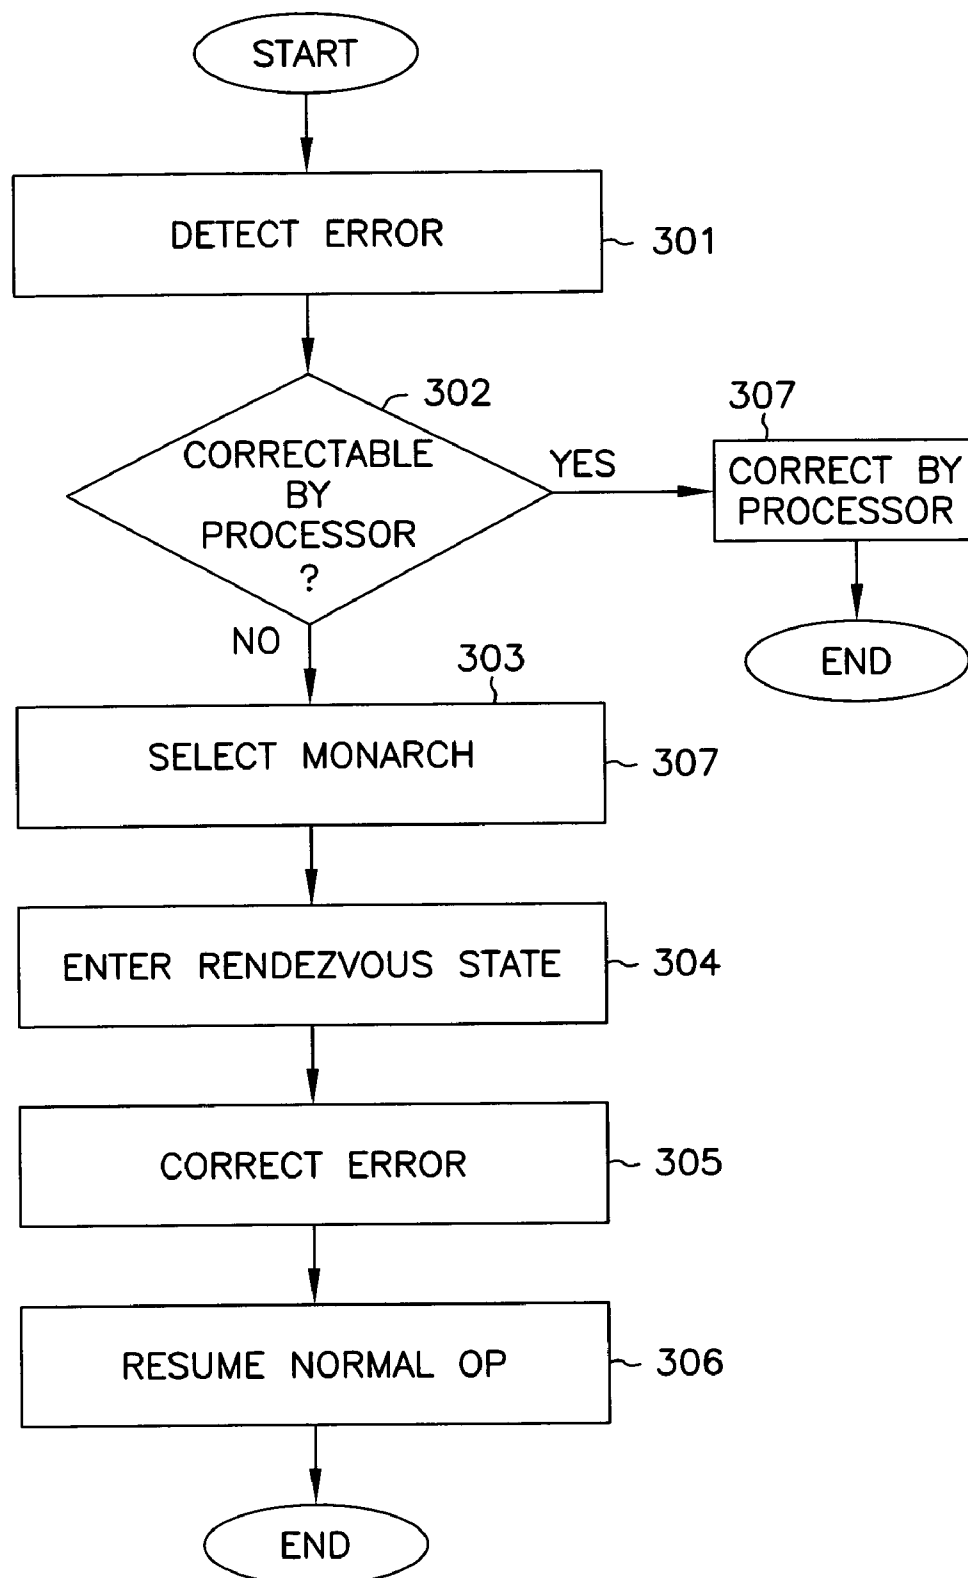 START
DETECT ERROR
301
302
CORRECTABLE
BY
PROCESSOR
?
YES
NO
307
CORRECT BY
PROCESSOR
END
303
SELECT MONARCH
307
ENTER RENDEZVOUS STATE
304
CORRECT ERROR
305
RESUME NORMAL OP
306
END